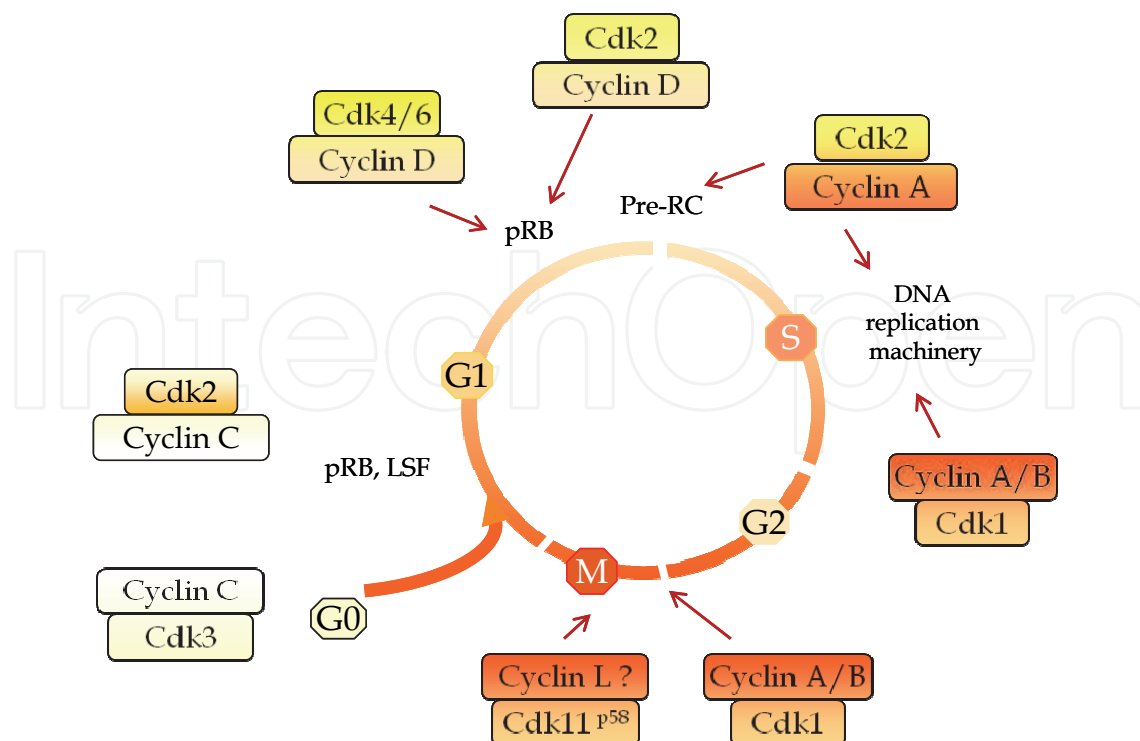 Cdk2
Cyclin D
Cdk4/6
Cyclin D
Cdk2
Cyclin A
Pre-RC
pRB
DNA
replication
machinery
S
G1
Cdk2
Cyclin C
pRB, LSF
Cyclin A/B
Cdk1
G2
M
Cyclin C
Cdk3
G0
Cyclin L ?
Cdk11 p58
Cyclin A/B
Cdk1
IntechOpen